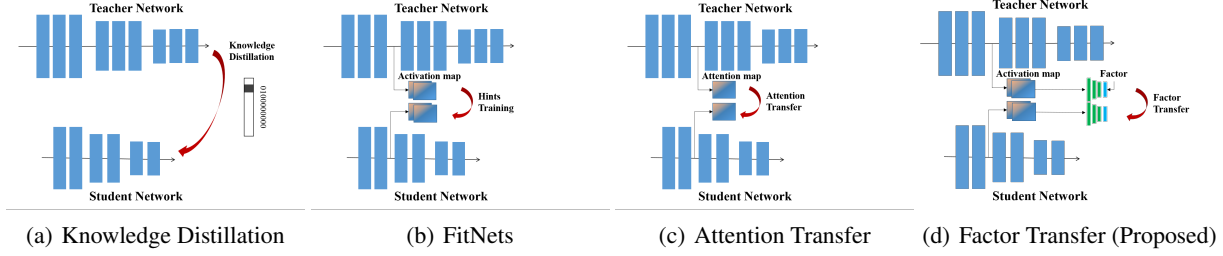 Teacher Network
Knowledge
Distillation
0000000010
Student Network
(a) Knowledge Distillation
Teacher Network
Activation map
Hints
Training
Student Network
(b) FitNets
Teacher Network
Attention map
Attention
Transfer
Student Network
(c) Attention Transfer
Teacher Network
Activation map
Factor
Factor
Transfer
Student Network
(d) Factor Transfer (Proposed)